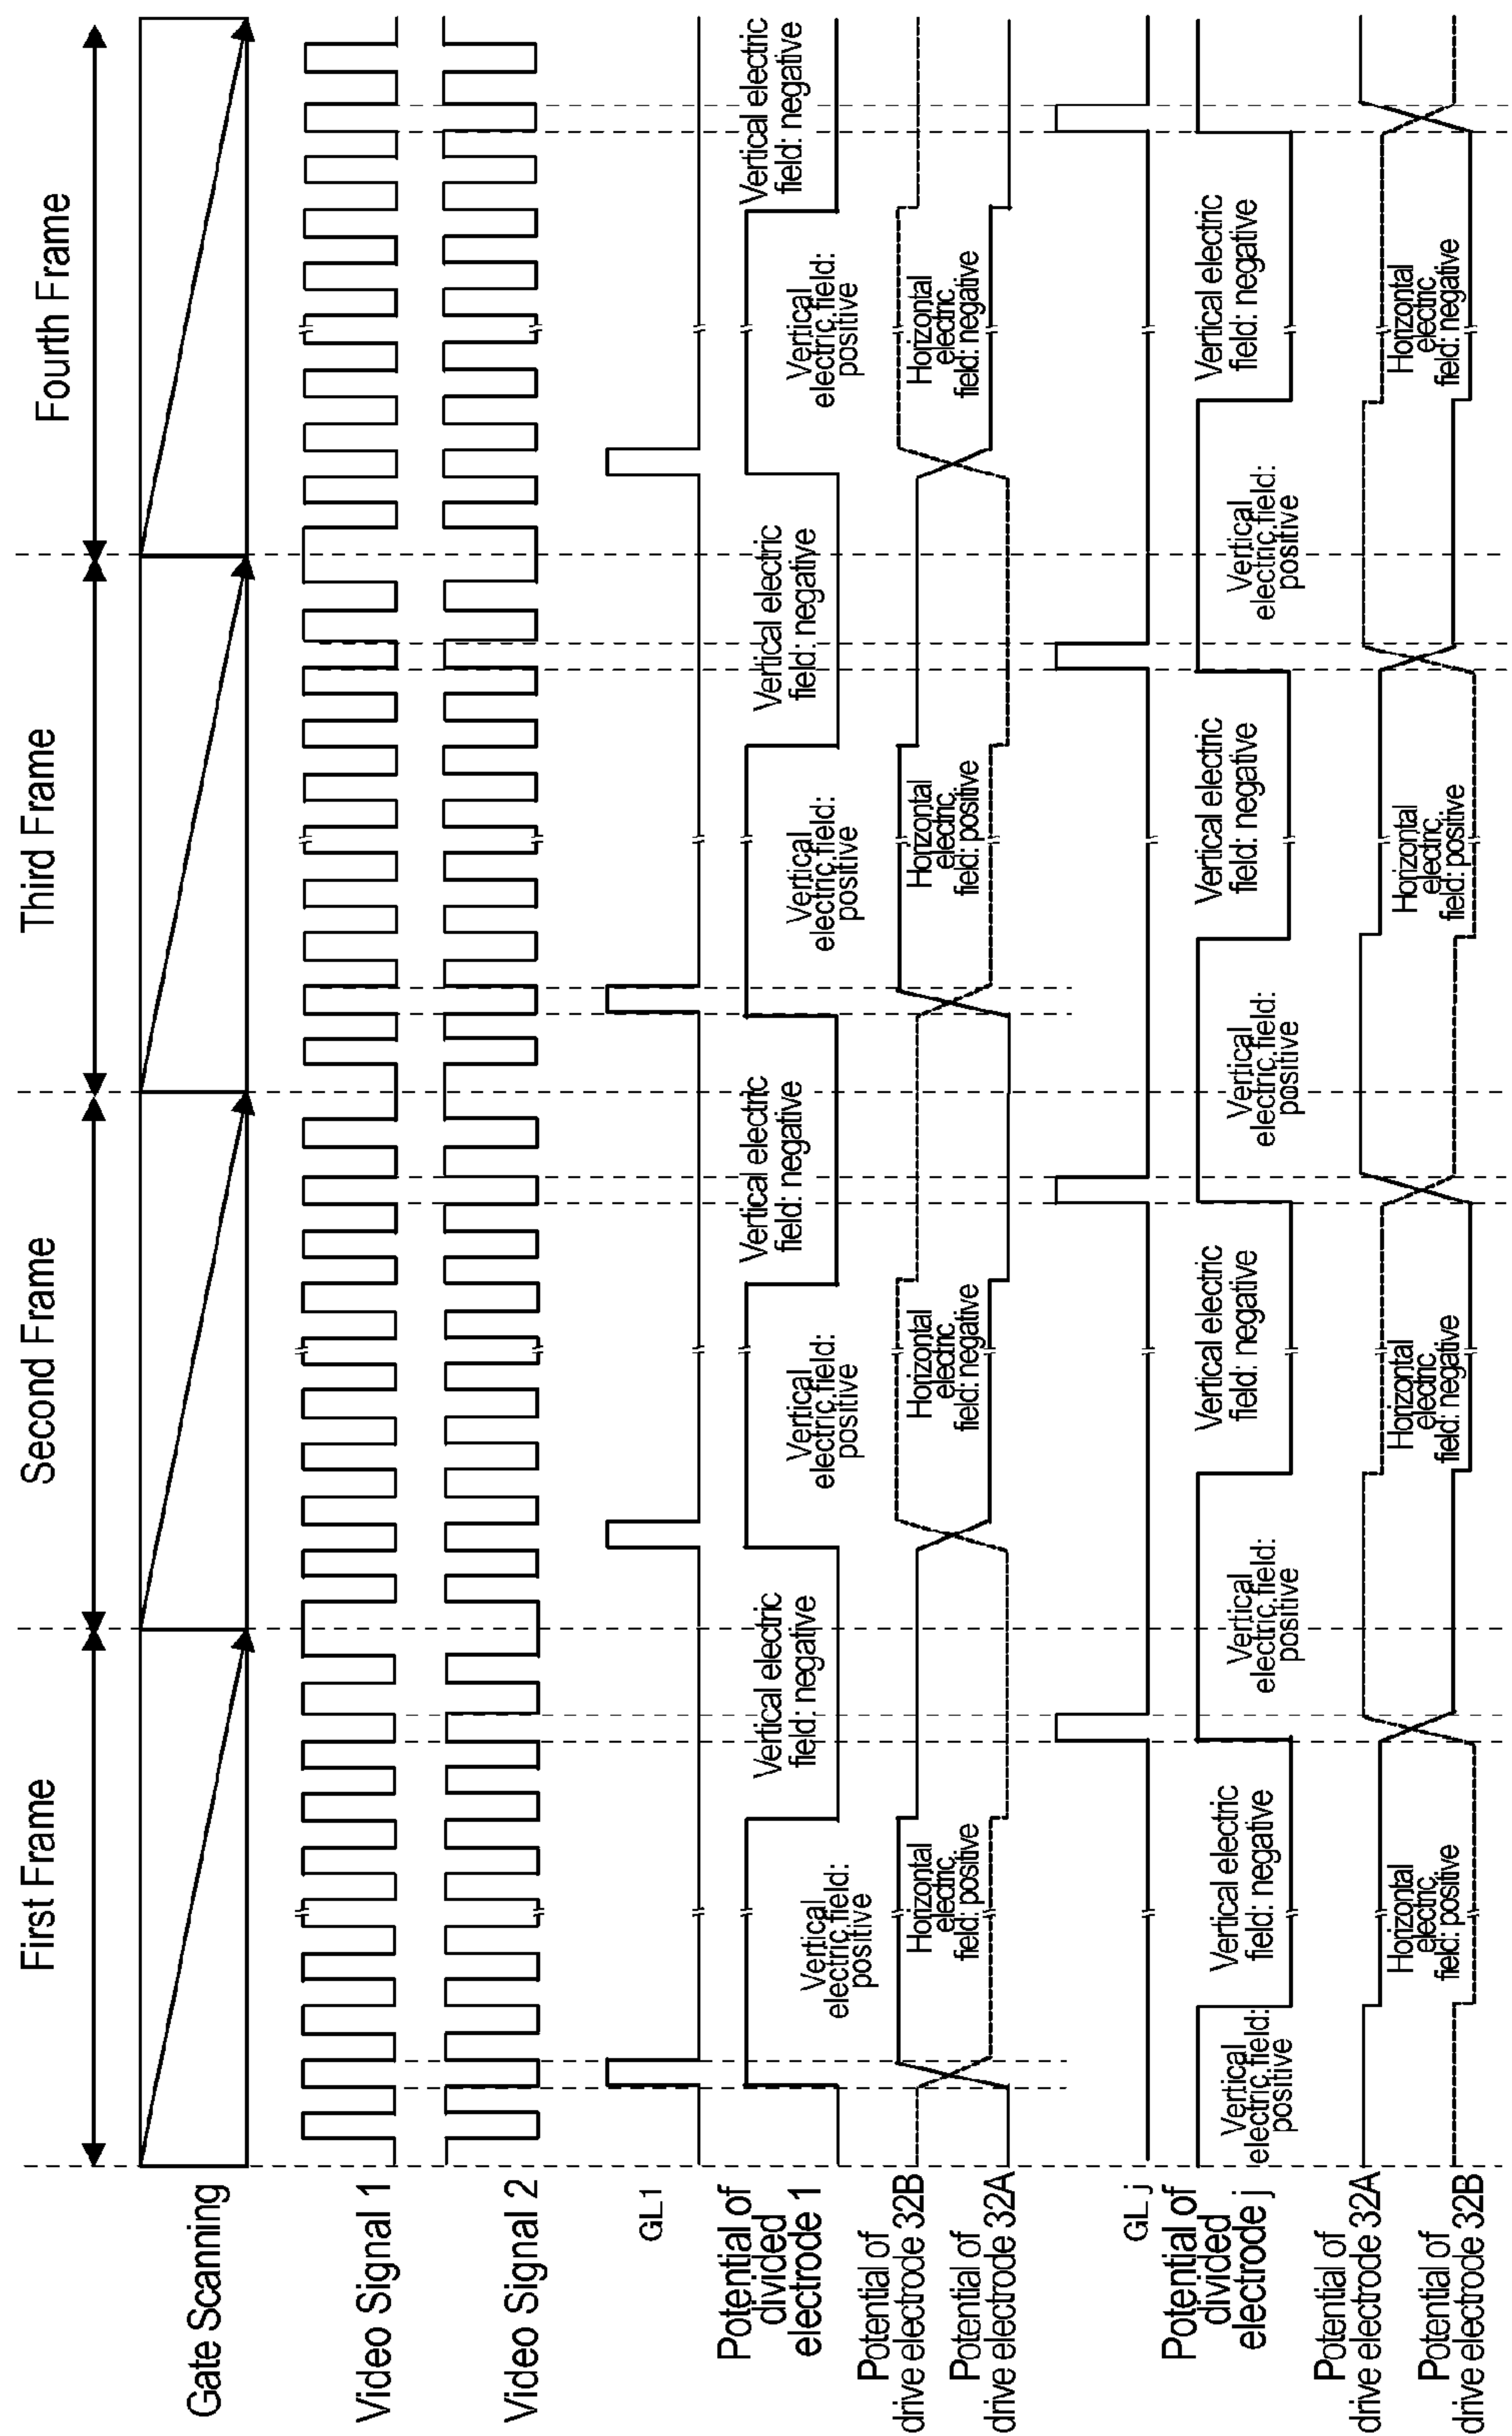 First Frame
Second Frame
Third Frame
Fourth Frame
Gate Scanning
Video Signal 1
Video Signal 2
GL1
Potential of
divided
electrode 1
Vertical
electric field:
positive
Vertical electric
field: negative
Vertical
electric field:
positive
Vertical electric
field: negative
Vertical
electric field:
positive
Vertical electric
field: negative
Vertical
electric field:
positive
Vertical electric
field: negative
Potential of
drive electrode 32B
Horizontal
electric
field: positive
Horizontal
electric
field: negative
Horizontal
electric
field: positive
Horizontal
electric
field: negative
Potential of
drive electrode 32A
GL j
Potential of
divided
electrode j
Vertical
electric field:
positive
Vertical electric
field: negative
Vertical
electric field:
positive
Vertical electric
field: negative
Vertical
electric field:
positive
Vertical electric
field: negative
Vertical
electric field:
positive
Vertical electric
field: negative
Potential of
drive electrode 32A
Horizontal
electric
field: positive
Horizontal
electric
field: negative
Horizontal
electric
field: positive
Horizontal
electric
field: negative
Potential of
drive electrode 32B